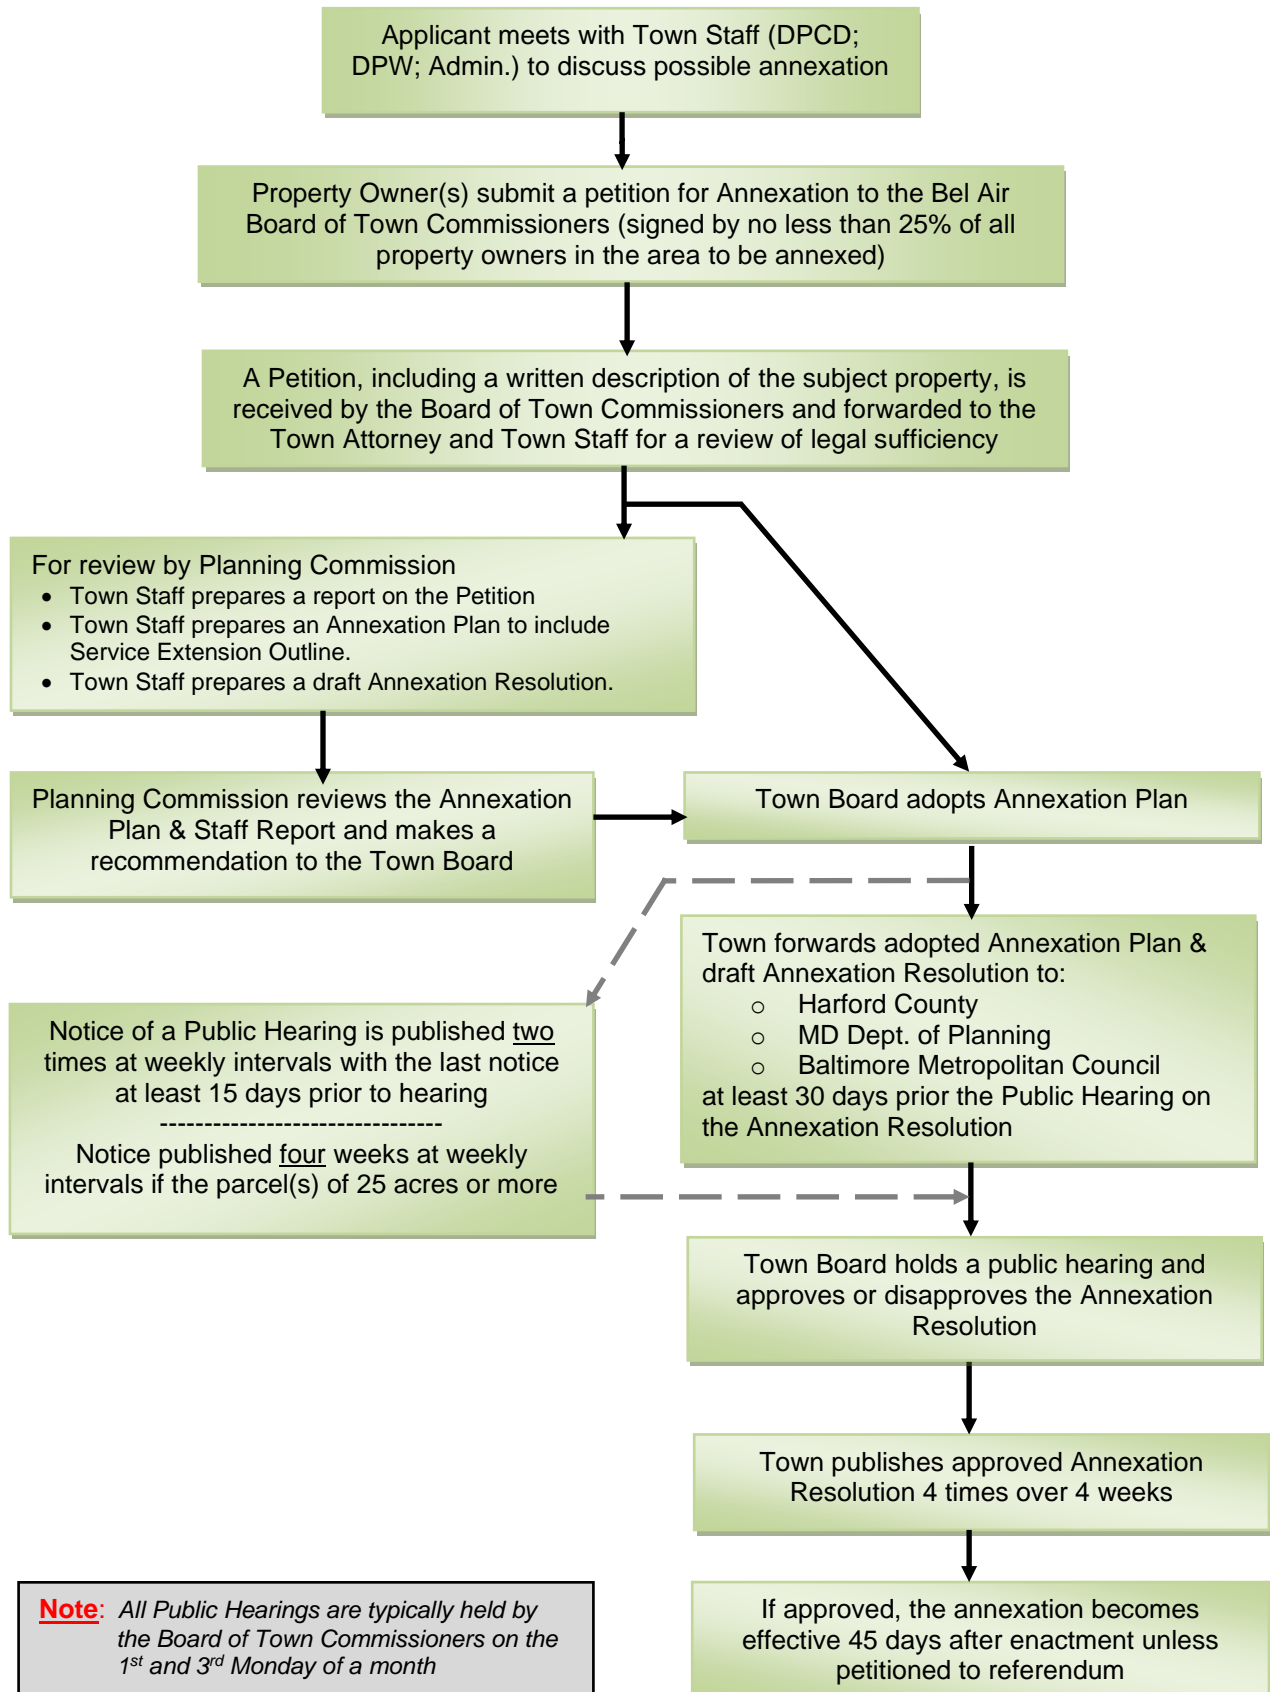 Applicant meets with Town Staff (DPCD;
DPW; Admin.) to discuss possible annexation
Property Owner(s) submit a petition for Annexation to the Bel Air
Board of Town Commissioners (signed by no less than 25% of all
property owners in the area to be annexed)
A Petition, including a written description of the subject property, is
received by the Board of Town Commissioners and forwarded to the
Town Attorney and Town Staff for a review of legal sufficiency
For review by Planning Commission
• Town Staff prepares a report on the Petition
• Town Staff prepares an Annexation Plan to include
Service Extension Outline.
• Town Staff prepares a draft Annexation Resolution.
Planning Commission reviews the Annexation
Plan & Staff Report and makes a
recommendation to the Town Board
Town Board adopts Annexation Plan
Town forwards adopted Annexation Plan &
draft Annexation Resolution to:
o Harford County
o MD Dept. of Planning
o Baltimore Metropolitan Council
at least 30 days prior the Public Hearing on
the Annexation Resolution
Notice of a Public Hearing is published two
times at weekly intervals with the last notice
at least 15 days prior to hearing
--------------------------------
Notice published four weeks at weekly
intervals if the parcel(s) of 25 acres or more
Town Board holds a public hearing and
approves or disapproves the Annexation
Resolution
Town publishes approved Annexation
Resolution 4 times over 4 weeks
If approved, the annexation becomes
effective 45 days after enactment unless
petitioned to referendum
Note: All Public Hearings are typically held by
the Board of Town Commissioners on the
1st and 3rd Monday of a month